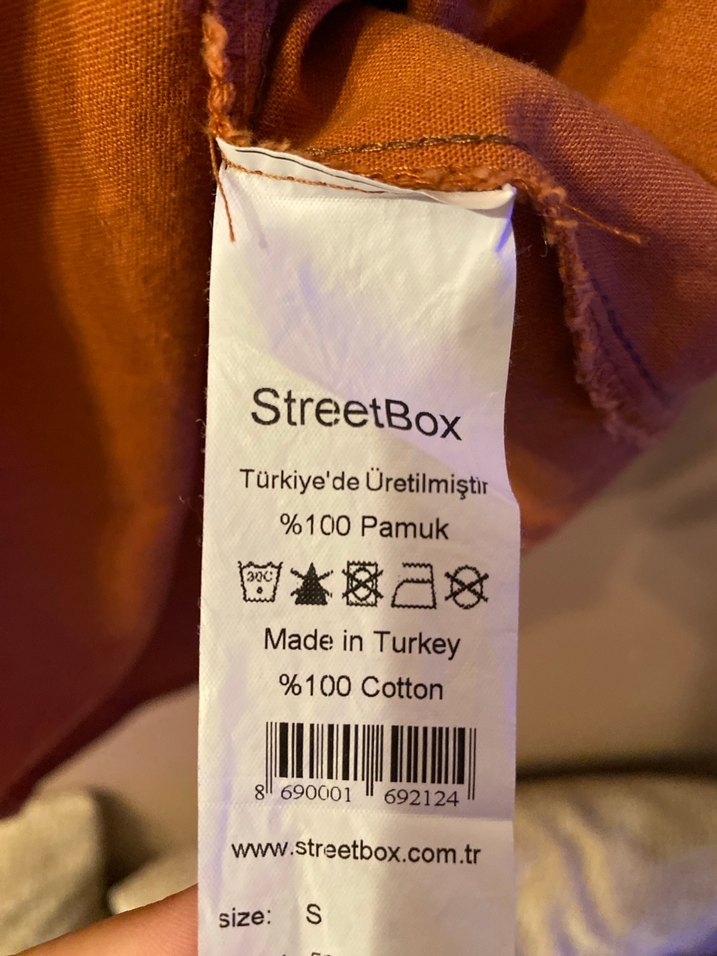 StreetBox
Türkiye'de Üretilmiştir
%100 Pamuk
30C
Made in Turkey
%100 Cotton
8 690001 692124
www.streetbox.com.tr
size: S